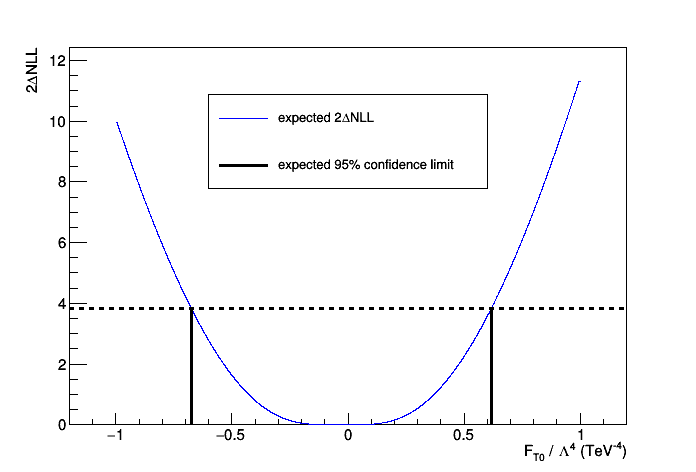 2ΔNLL
12
10
8
6
4
2
0
expected 2ΔNLL
expected 95% confidence limit
−1 −0.5 0 0.5 1
F_T0 / Λ^4 (TeV^-4)